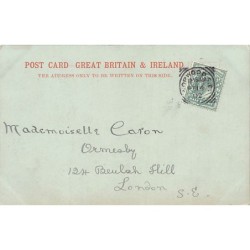 POST CARD - GREAT BRITAIN & IRELAND.
THE ADDRESS ONLY TO BE WRITTEN ON THIS SIDE.
Mademoiselle Caron
Ormesby
124 Beulah Hill
London
S.E.